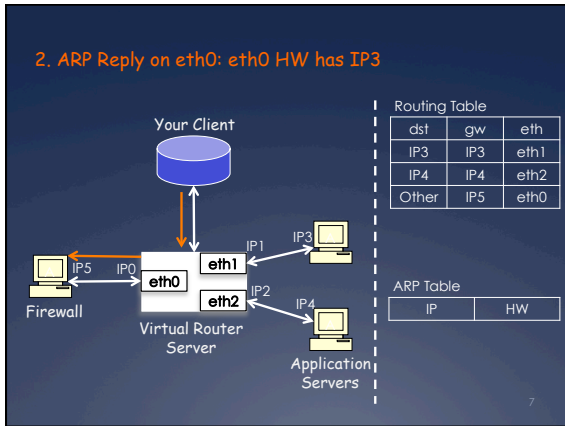 2. ARP Reply on eth0: eth0 HW has IP3
Your Client
IP5
IP0
eth0
eth1
eth2
IP1
IP2
IP3
IP4
Firewall
Virtual Router
Server
Application
Servers
Routing Table
dst gw eth
IP3 IP3 eth1
IP4 IP4 eth2
Other IP5 eth0
ARP Table
IP HW
7